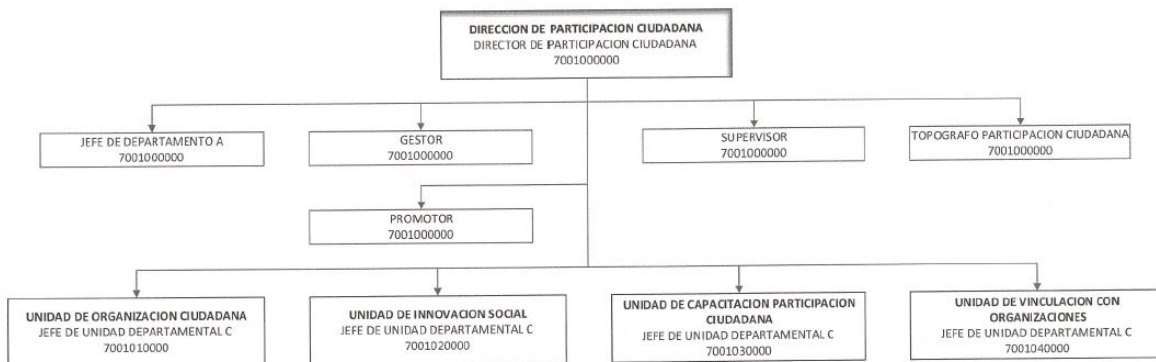 DIRECCION DE PARTICIPACION CIUDADANA
DIRECTOR DE PARTICIPACION CIUDADANA
7001000000
JEFE DE DEPARTAMENTO A
7001000000
GESTOR
7001000000
SUPERVISOR
7001000000
TOPOGRAFO PARTICIPACION CIUDADANA
7001000000
PROMOTOR
7001000000
UNIDAD DE ORGANIZACION CIUDADANA
JEFE DE UNIDAD DEPARTAMENTAL C
7001010000
UNIDAD DE INNOVACION SOCIAL
JEFE DE UNIDAD DEPARTAMENTAL C
7001020000
UNIDAD DE CAPACITACION PARTICIPACION
CIUDADANA
JEFE DE UNIDAD DEPARTAMENTAL C
7001030000
UNIDAD DE VINCULACION CON
ORGANIZACIONES
JEFE DE UNIDAD DEPARTAMENTAL C
7001040000